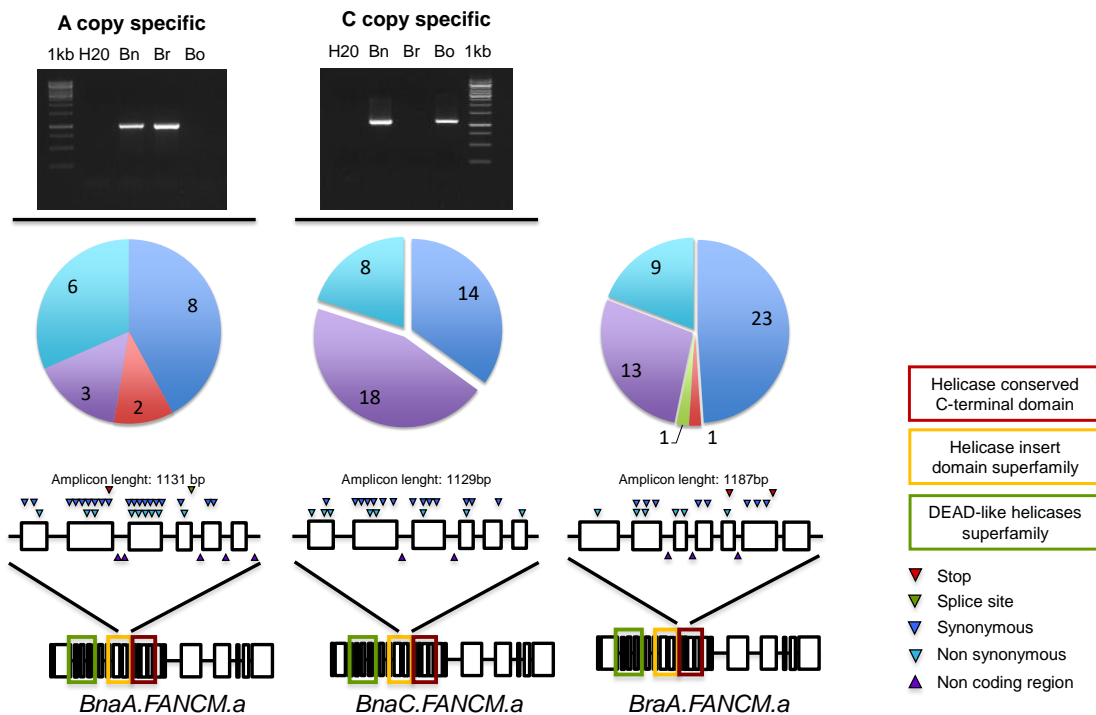 A copy specific
C copy specific
1kb H20 Bn Br Bo
H20 Bn Br Bo 1kb
6
8
3
2
8
14
18
9
23
13
1
1
Amplicon lenght: 1131 bp
Amplicon lenght: 1129bp
Amplicon lenght: 1187bp
BnaA.FANCM.a
BnaC.FANCM.a
BraA.FANCM.a
Helicase conserved
C-terminal domain
Helicase insert
domain superfamily
DEAD-like helicases
superfamily
Stop
Splice site
Synonymous
Non synonymous
Non coding region